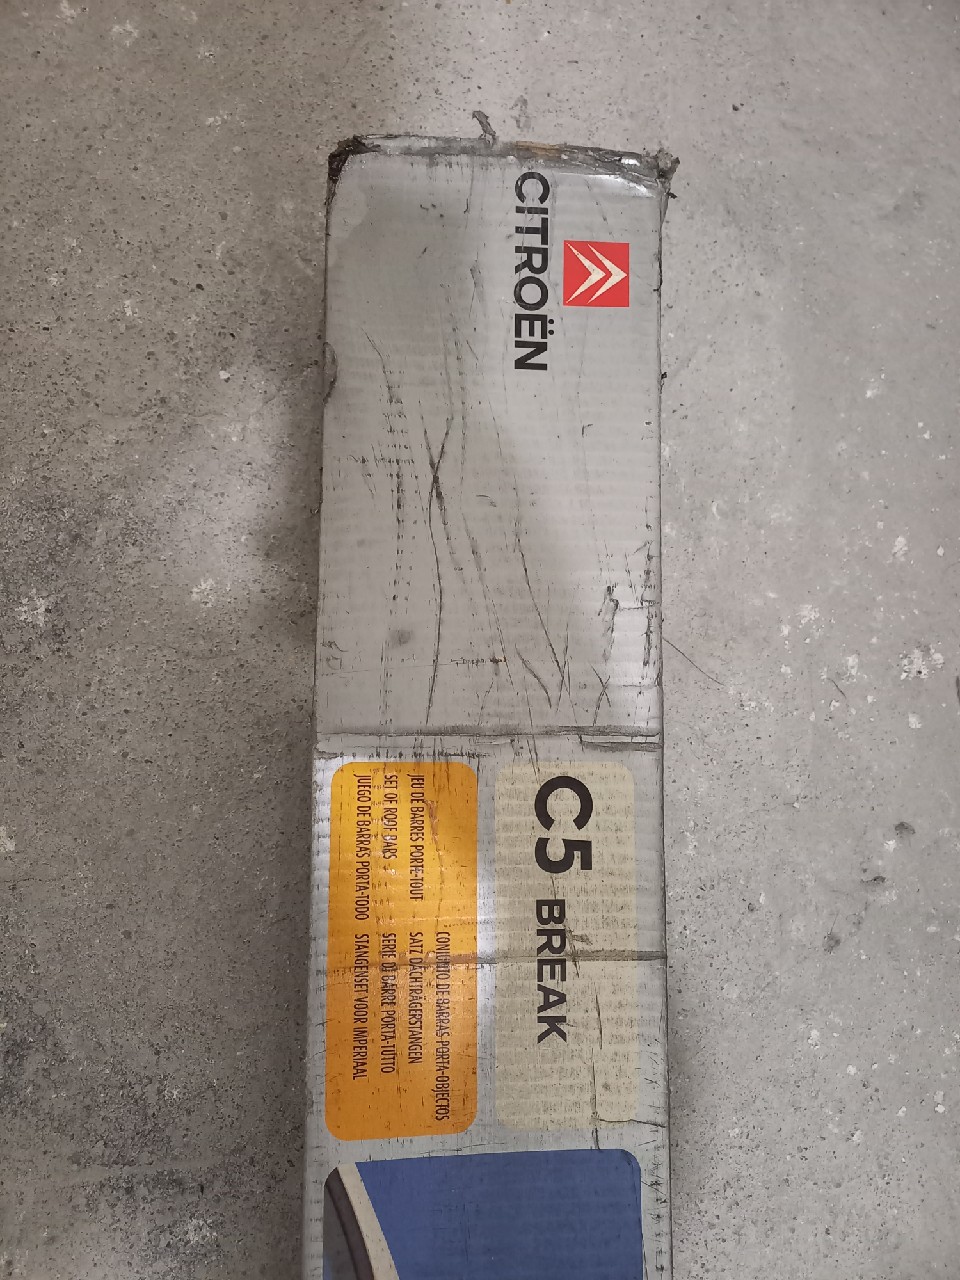 CITROËN
C5 BREAK
JEU DE BARRES PORTE-TOUT
SET OF ROOF BARS
JUEGO DE BARRAS PORTA-TODO
CONJUNTO DE BARRAS PORTA-OBJECTOS
SATZ DACHTRÄGERSTANGEN
SERIE DI BARRE PORTA-TUTTO
STANGENSET VOOR IMPERIAAL